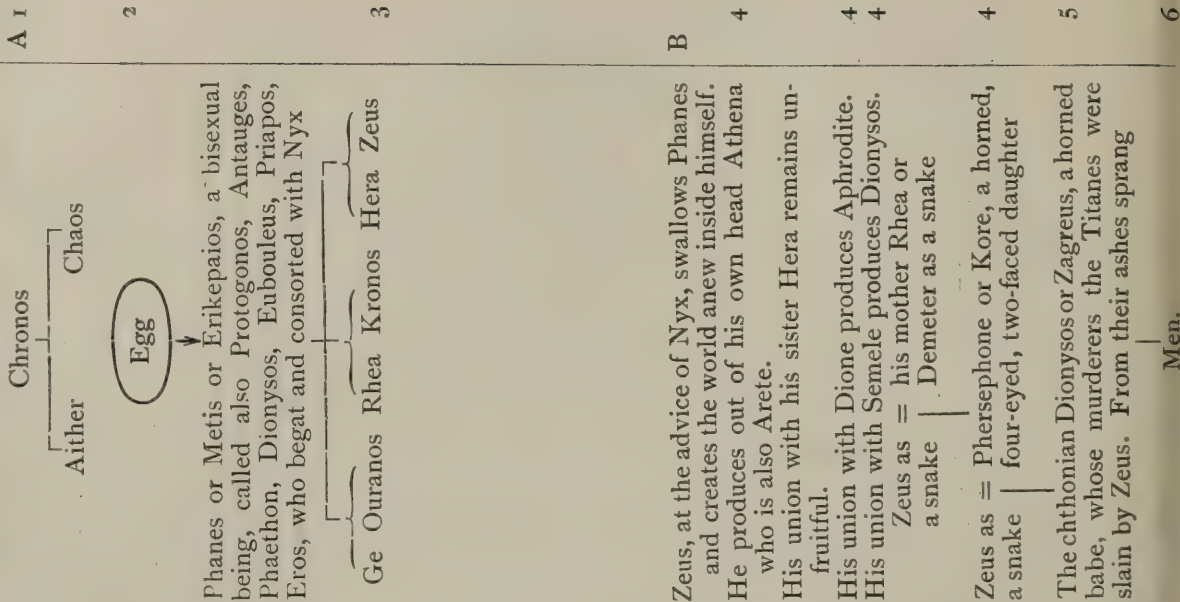 A 1
Chronos
Aither Chaos
2
Egg
Phanes or Metis or Erikepaios, a bisexual
being, called also Protogonos, Antauges,
Phaethon, Dionysos, Eubouleus, Priapos,
Eros, who begat and consorted with Nyx
3
Ge Ouranos Rhea Kronos Hera Zeus
B
Zeus, at the advice of Nyx, swallows Phanes
and creates the world anew inside himself.
He produces out of his own head Athena 4
who is also Arete.
His union with his sister Hera remains un-
fruitful.
His union with Dione produces Aphrodite. 4
His union with Semele produces Dionysos. 4
Zeus as = his mother Rhea or
a snake Demeter as a snake
Zeus as = Phersephone or Kore, a horned, 4
a snake four-eyed, two-faced daughter
The chthonian Dionysos or Zagreus, a horned 5
babe, whose murderers the Titanes were
slain by Zeus. From their ashes sprang
Men. 6